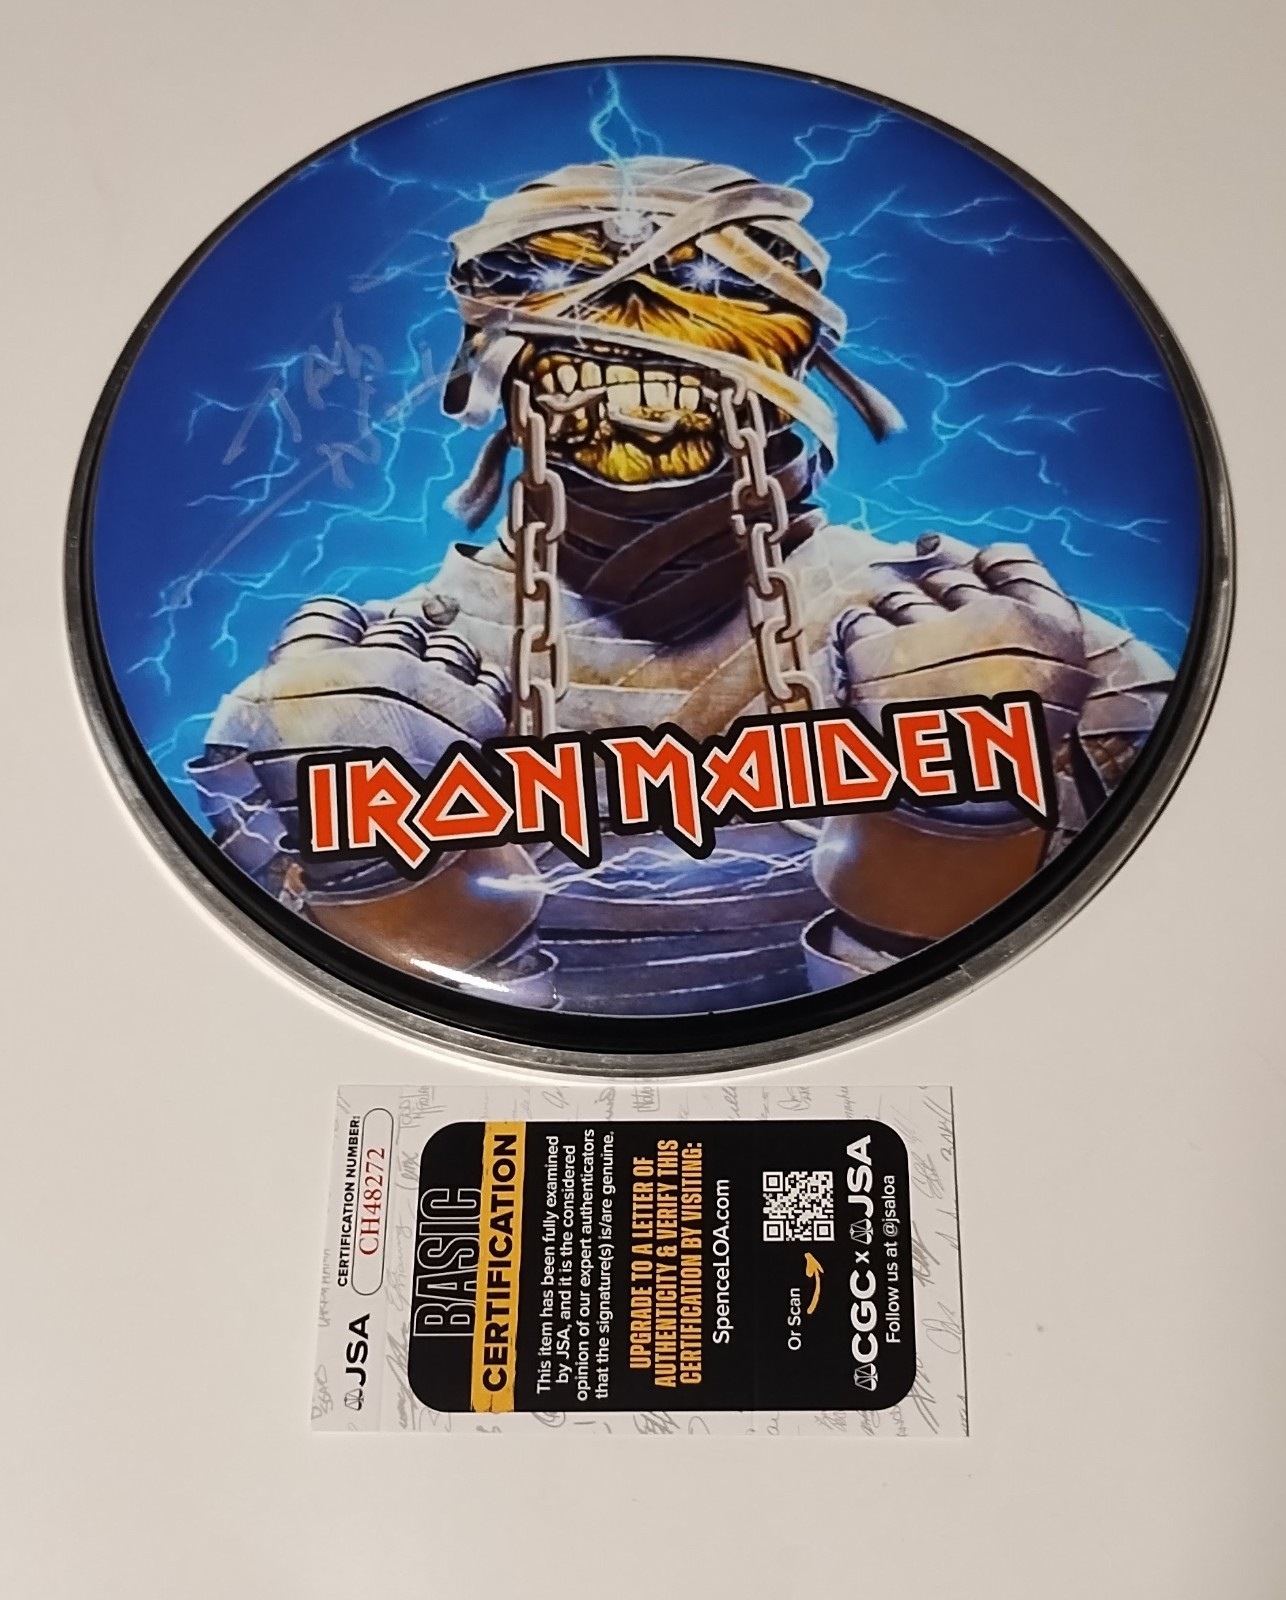 IRON MAIDEN
JSA
CERTIFICATION NUMBER:
CH48272
BASIC
CERTIFICATION
This item has been fully examined
by JSA, and it is the considered
opinion of our expert authenticators
that the signature(s) is/are genuine.
UPGRADE TO A LETTER OF
AUTHENTICITY & VERIFY THIS
CERTIFICATION BY VISITING:
SpenceLOA.com
Or Scan
CGC x JSA
Follow us at @jsaloa